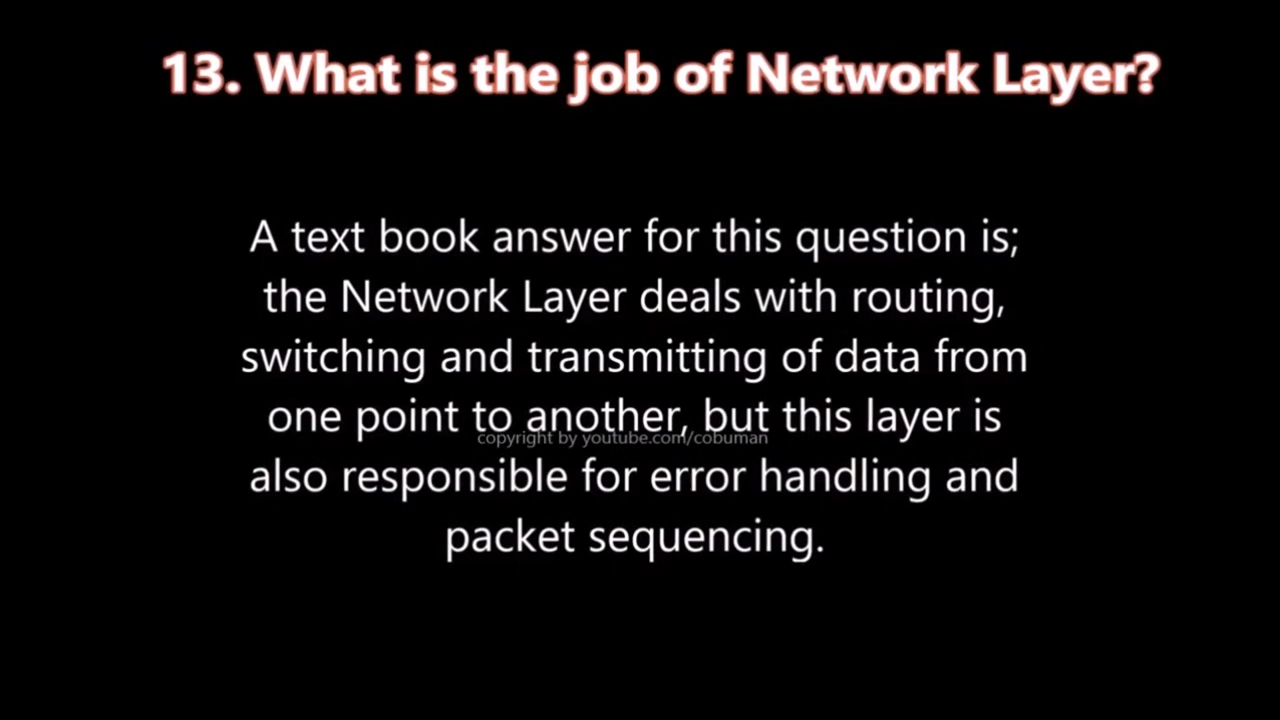 13. What is the job of Network Layer?
A text book answer for this question is;
the Network Layer deals with routing,
switching and transmitting of data from
one point to another, but this layer is
copyright by youtube.com/cobuman
also responsible for error handling and
packet sequencing.